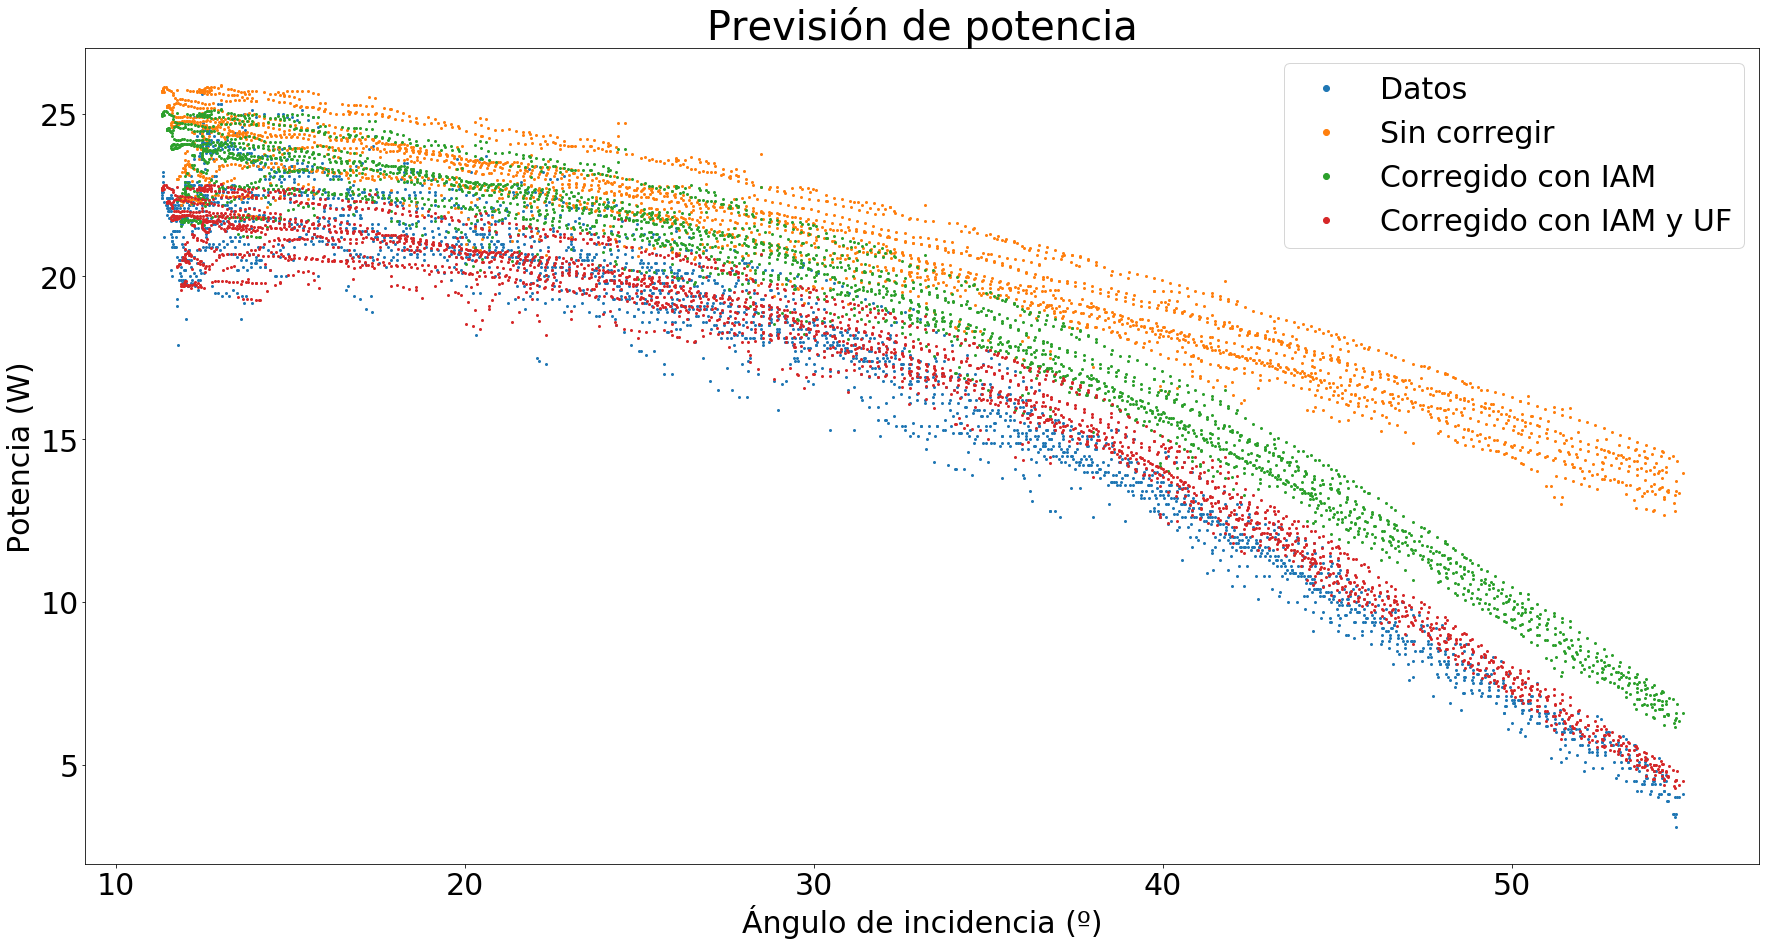 Previsión de potencia
Datos
Sin corregir
Corregido con IAM
Corregido con IAM y UF
Potencia (W)
25
20
15
10
5
10
20
30
40
50
Ángulo de incidencia (º)